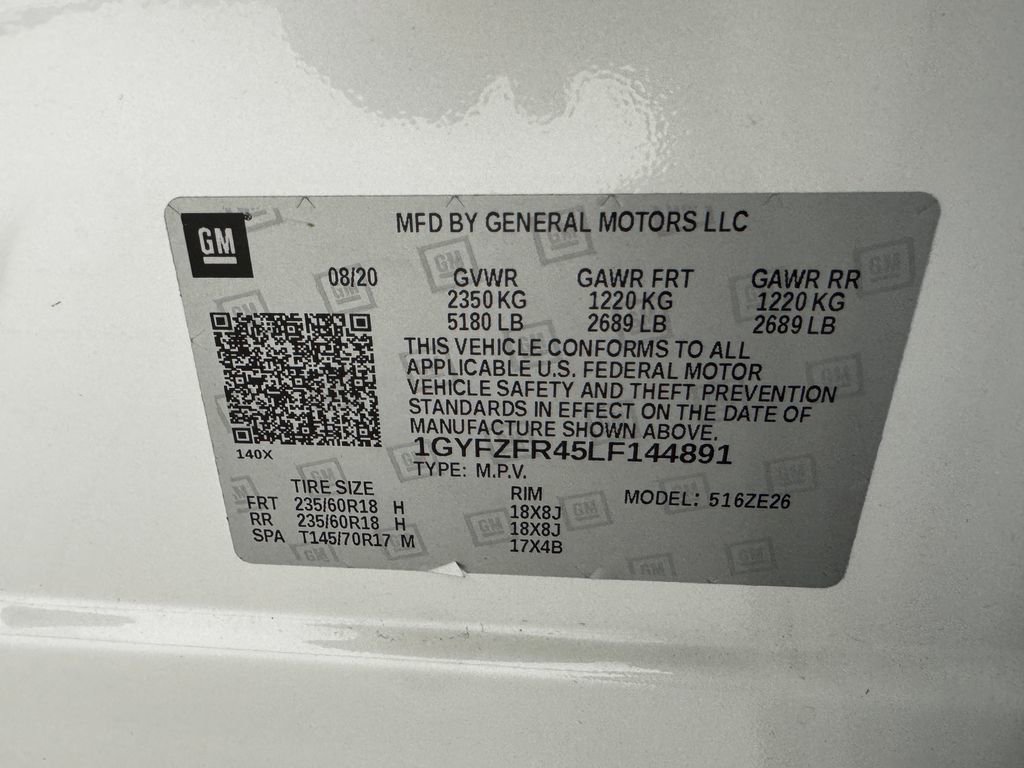 GM
MFD BY GENERAL MOTORS LLC
08/20 GVWR GAWR FRT GAWR RR
2350 KG 1220 KG 1220 KG
5180 LB 2689 LB 2689 LB
THIS VEHICLE CONFORMS TO ALL
APPLICABLE U.S. FEDERAL MOTOR
VEHICLE SAFETY AND THEFT PREVENTION
STANDARDS IN EFFECT ON THE DATE OF
MANUFACTURE SHOWN ABOVE.
1GYFZFR45LF144891
140X
TYPE: M.P.V.
TIRE SIZE RIM MODEL: 516ZE26
FRT 235/60R18 H 18X8J
RR 235/60R18 H 18X8J
SPA T145/70R17 M 17X4B